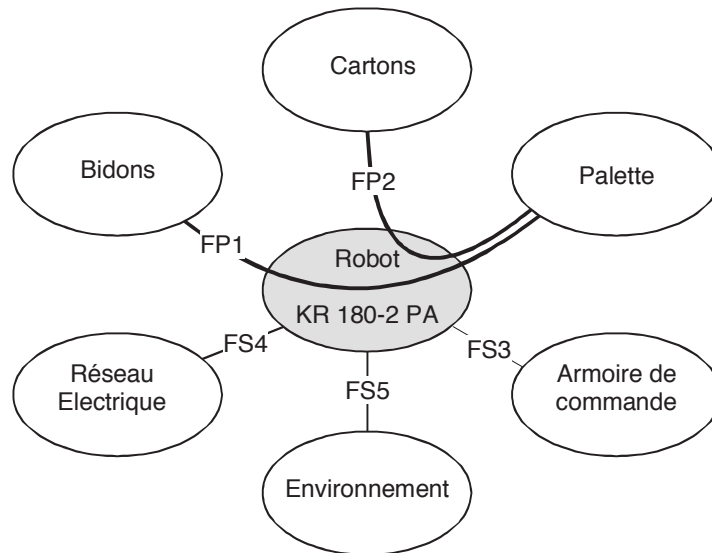 Cartons
Bidons
FP2
Palette
FP1
Robot
KR 180-2 PA
FS4
FS3
Réseau
Electrique
FS5
Armoire de
commande
Environnement